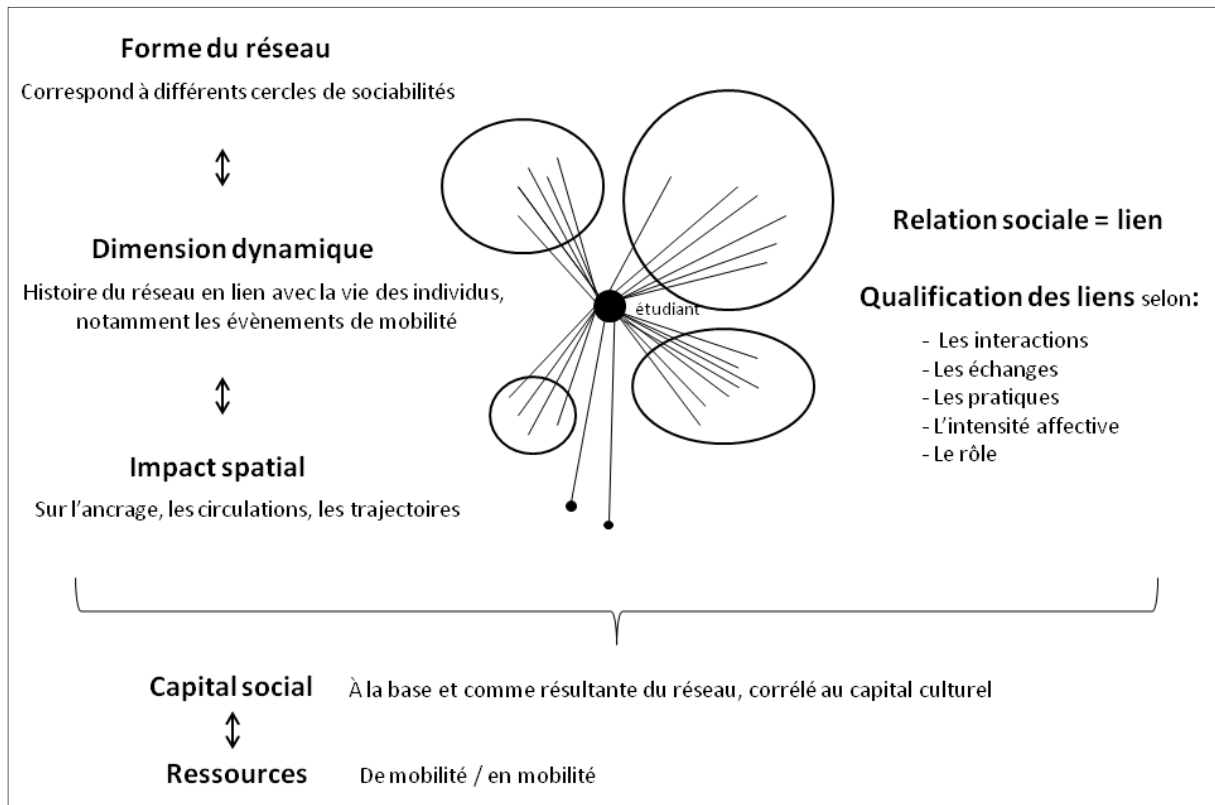 Forme du réseau
Correspond à différents cercles de sociabilités
Dimension dynamique
Histoire du réseau en lien avec la vie des individus,
notamment les évènements de mobilité
Impact spatial
Sur l'ancrage, les circulations, les trajectoires
étudiant
Relation sociale = lien
Qualification des liens selon:
- Les interactions
- Les échanges
- Les pratiques
- L'intensité affective
- Le rôle
Capital social À la base et comme résultante du réseau, corrélé au capital culturel
Ressources De mobilité / en mobilité